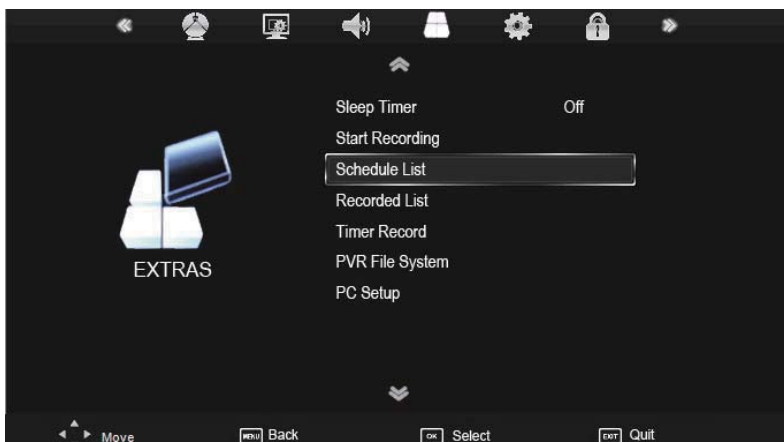 Sleep Timer Off
Start Recording
Schedule List
Recorded List
Timer Record
PVR File System
PC Setup
EXTRAS
Move MENU Back OK Select EXIT Quit